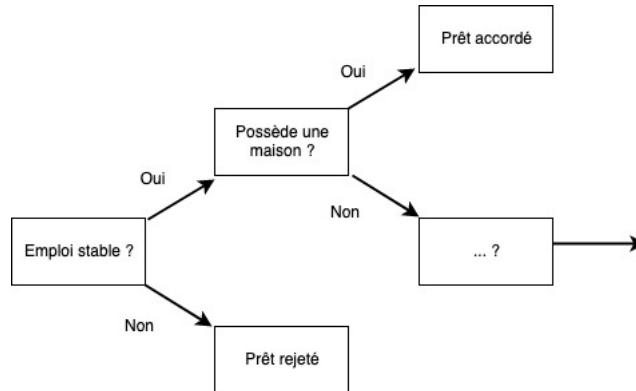 Prêt accordé
Oui
Possède une
maison ?
Oui
Non
Emploi stable ?
... ?
Non
Prêt rejeté